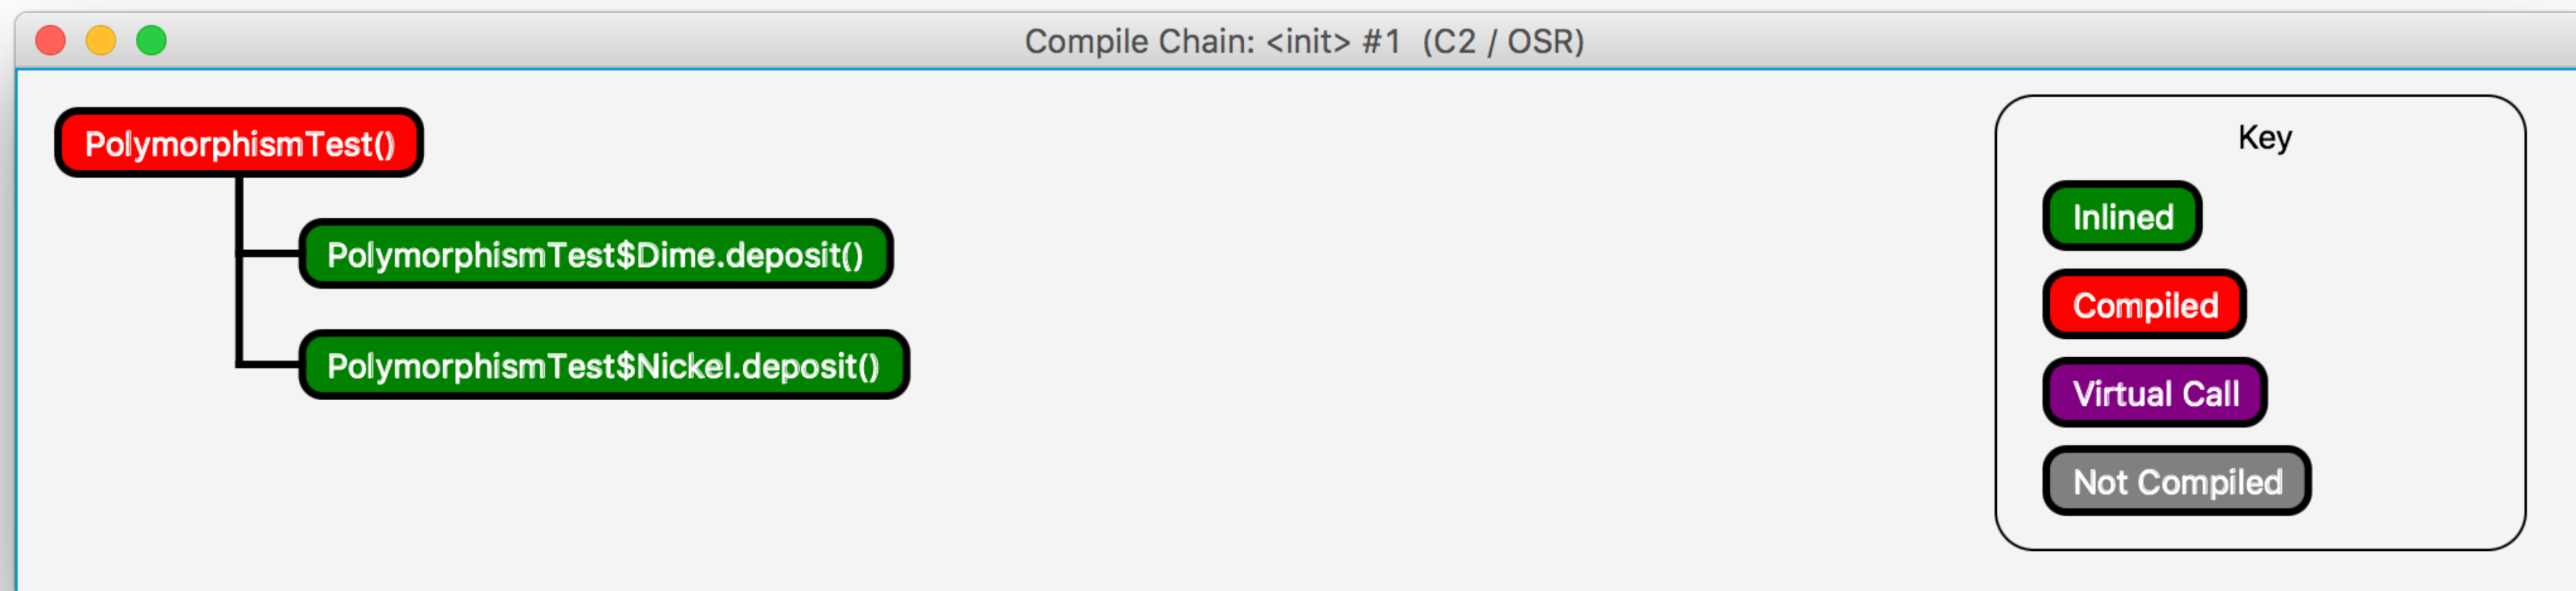 Compile Chain: <init> #1 (C2 / OSR)
PolymorphismTest()
PolymorphismTest$Dime.deposit()
PolymorphismTest$Nickel.deposit()
Key
Inlined
Compiled
Virtual Call
Not Compiled